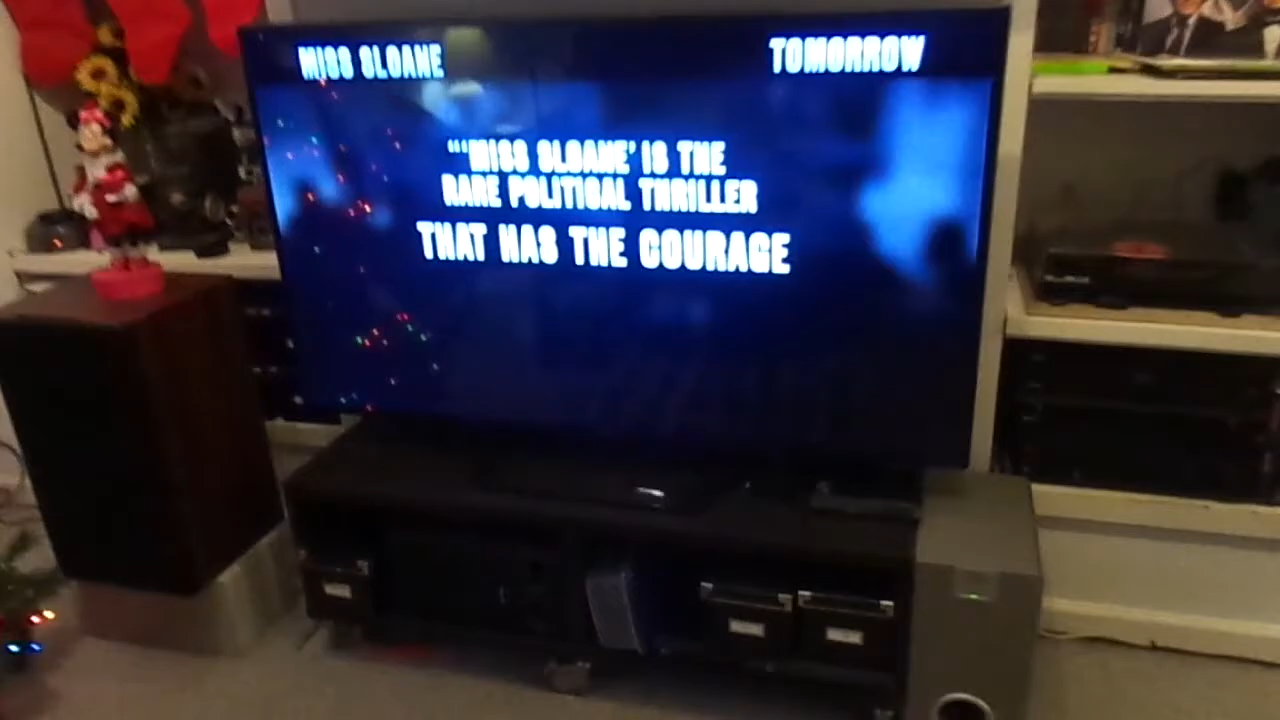 MISS SLOANE
TOMORROW
"'MISS SLOANE' IS THE
RARE POLITICAL THRILLER
THAT HAS THE COURAGE